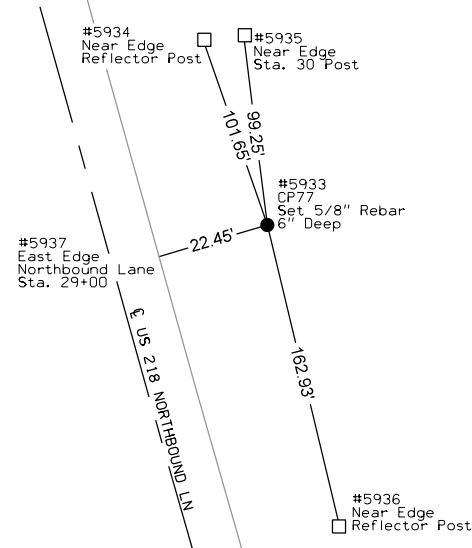 #5934
Near Edge
Reflector Post
#5935
Near Edge
Sta. 30 Post
101.65'
99.25'
#5933
CP77
Set 5/8" Rebar
6" Deep
22.45'
#5937
East Edge
Northbound Lane
Sta. 29+00
℄ US 218 NORTHBOUND LN
162.93'
#5936
Near Edge
Reflector Post